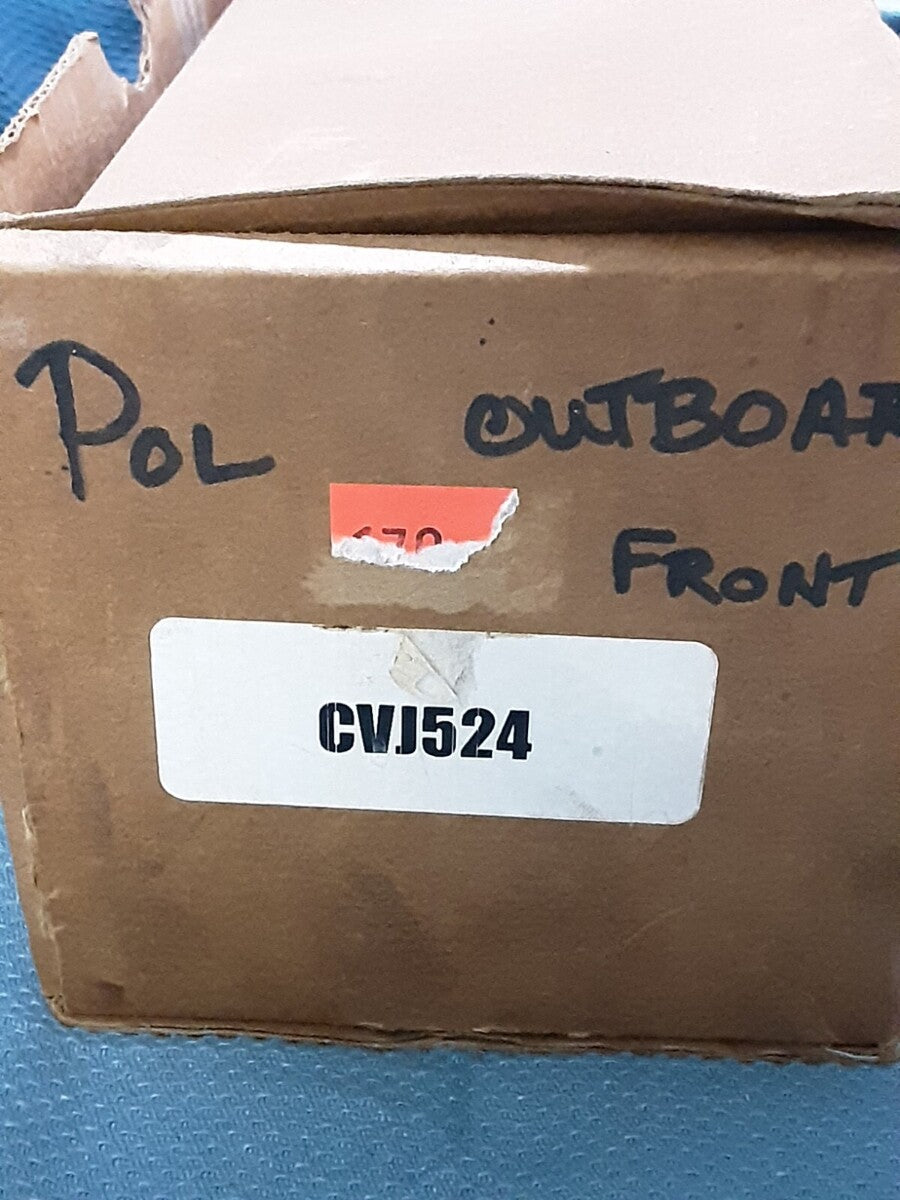 POL
OUTBOAR
FRONT
CVJ524